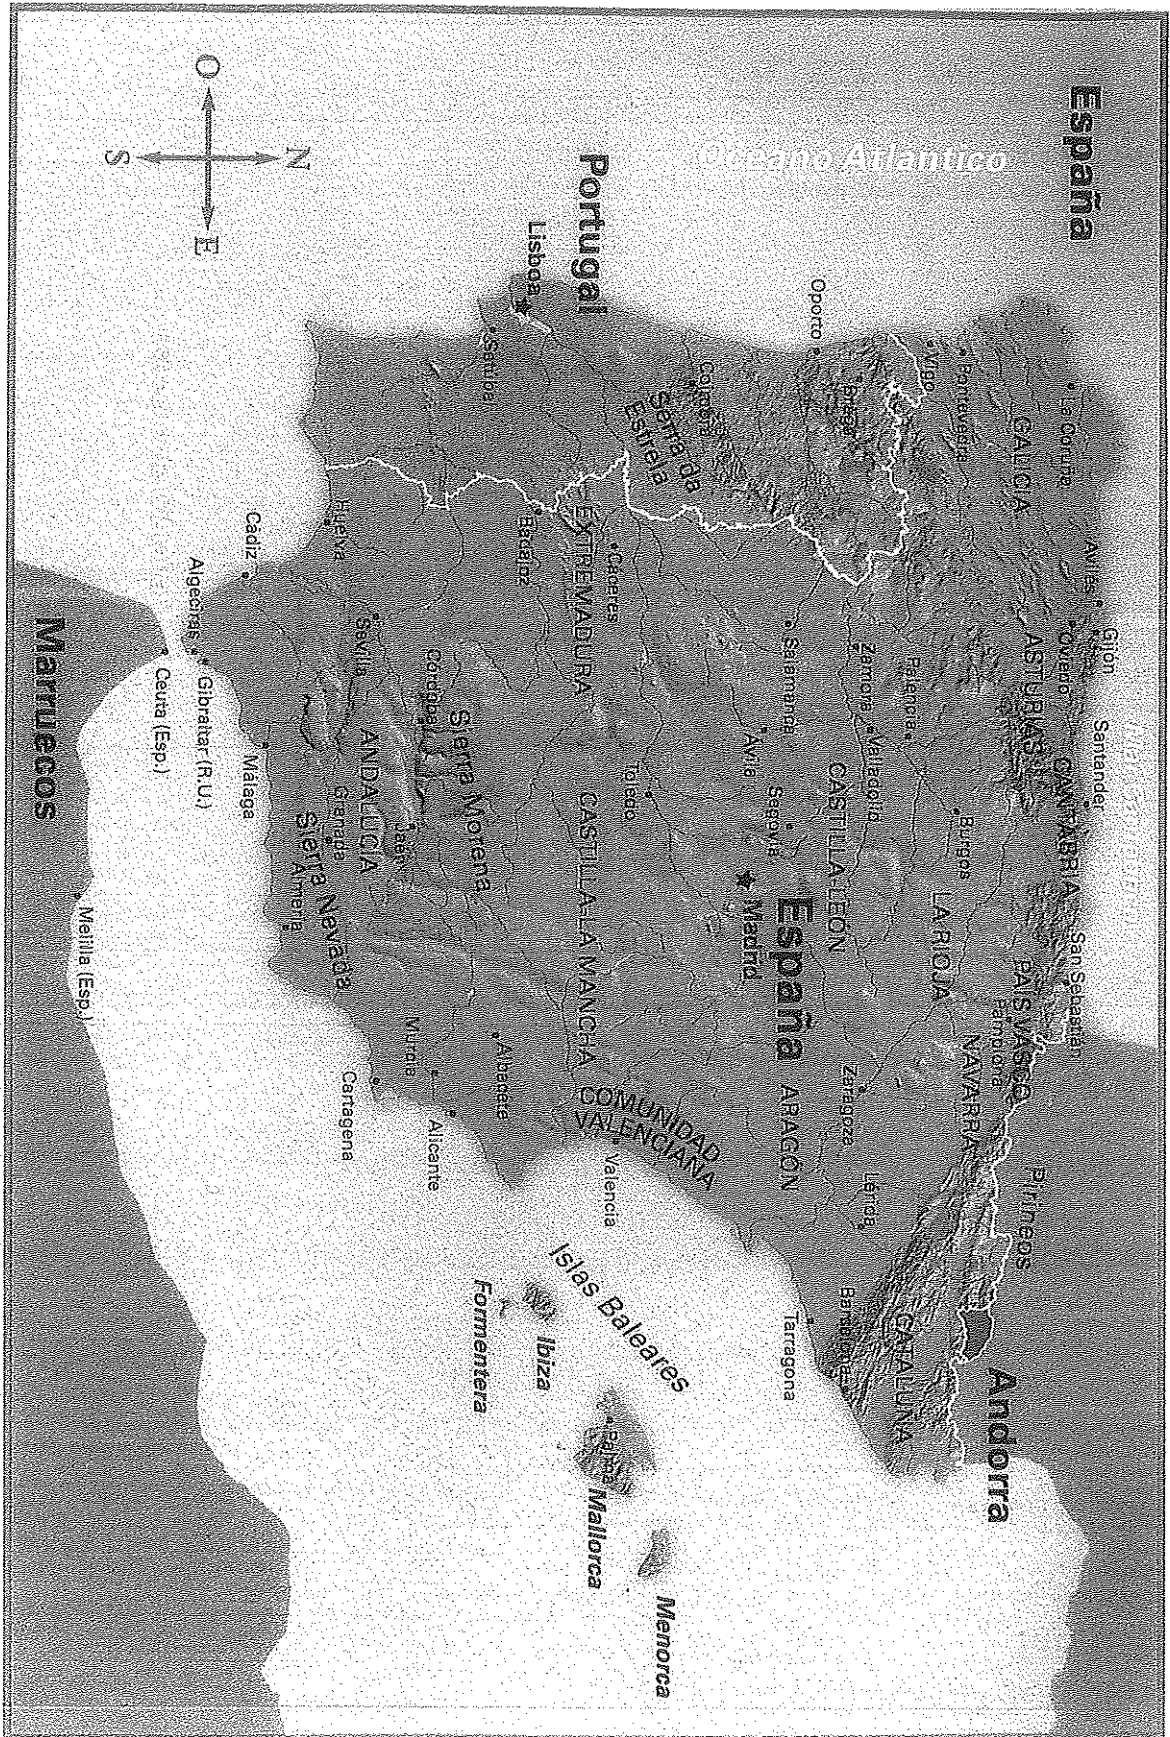 España
Océano Atlántico
Portugal
Lisboa
Setúbal
Oporto
Braga
Coimbra
Serra da
Estrela
La Coruña
Pontevedra
Vigo
GALICIA
Avilés
Gijón
Oviedo
ASTURIAS
Santander
CANTABRIA
San Sebastián
PAÍS VASCO
Pamplona
NAVARRA
Pirineos
Andorra
LA RIOJA
Burgos
Palencia
Zamora
Valladolid
CASTILLA-LEÓN
Salamanca
Ávila
Segovia
España
Madrid
Zaragoza
ARAGÓN
Lérida
CATALUÑA
Barcelona
Tarragona
Toledo
Cáceres
EXTREMADURA
Badajoz
CASTILLA-LA MANCHA
COMUNIDAD
VALENCIANA
Valencia
Albacete
Alicante
Murcia
Cartagena
Sierra Morena
Córdoba
Jaén
ANDALUCÍA
Sevilla
Huelva
Granada
Sierra Nevada
Almería
Cádiz
Málaga
Algeciras
Gibraltar (R.U.)
Ceuta (Esp.)
Melilla (Esp.)
Marruecos
Islas Baleares
Menorca
Mallorca
Palma
Ibiza
Formentera
N
O
E
S